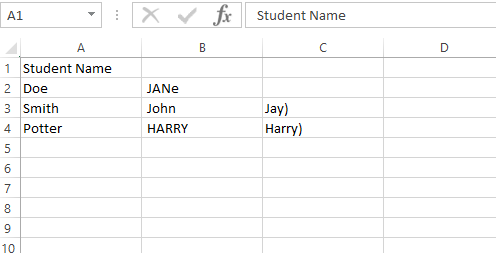 A1 fx Student Name
A B C D
1 Student Name
2 Doe JANe
3 Smith John Jay)
4 Potter HARRY Harry)
5
6
7
8
9
10